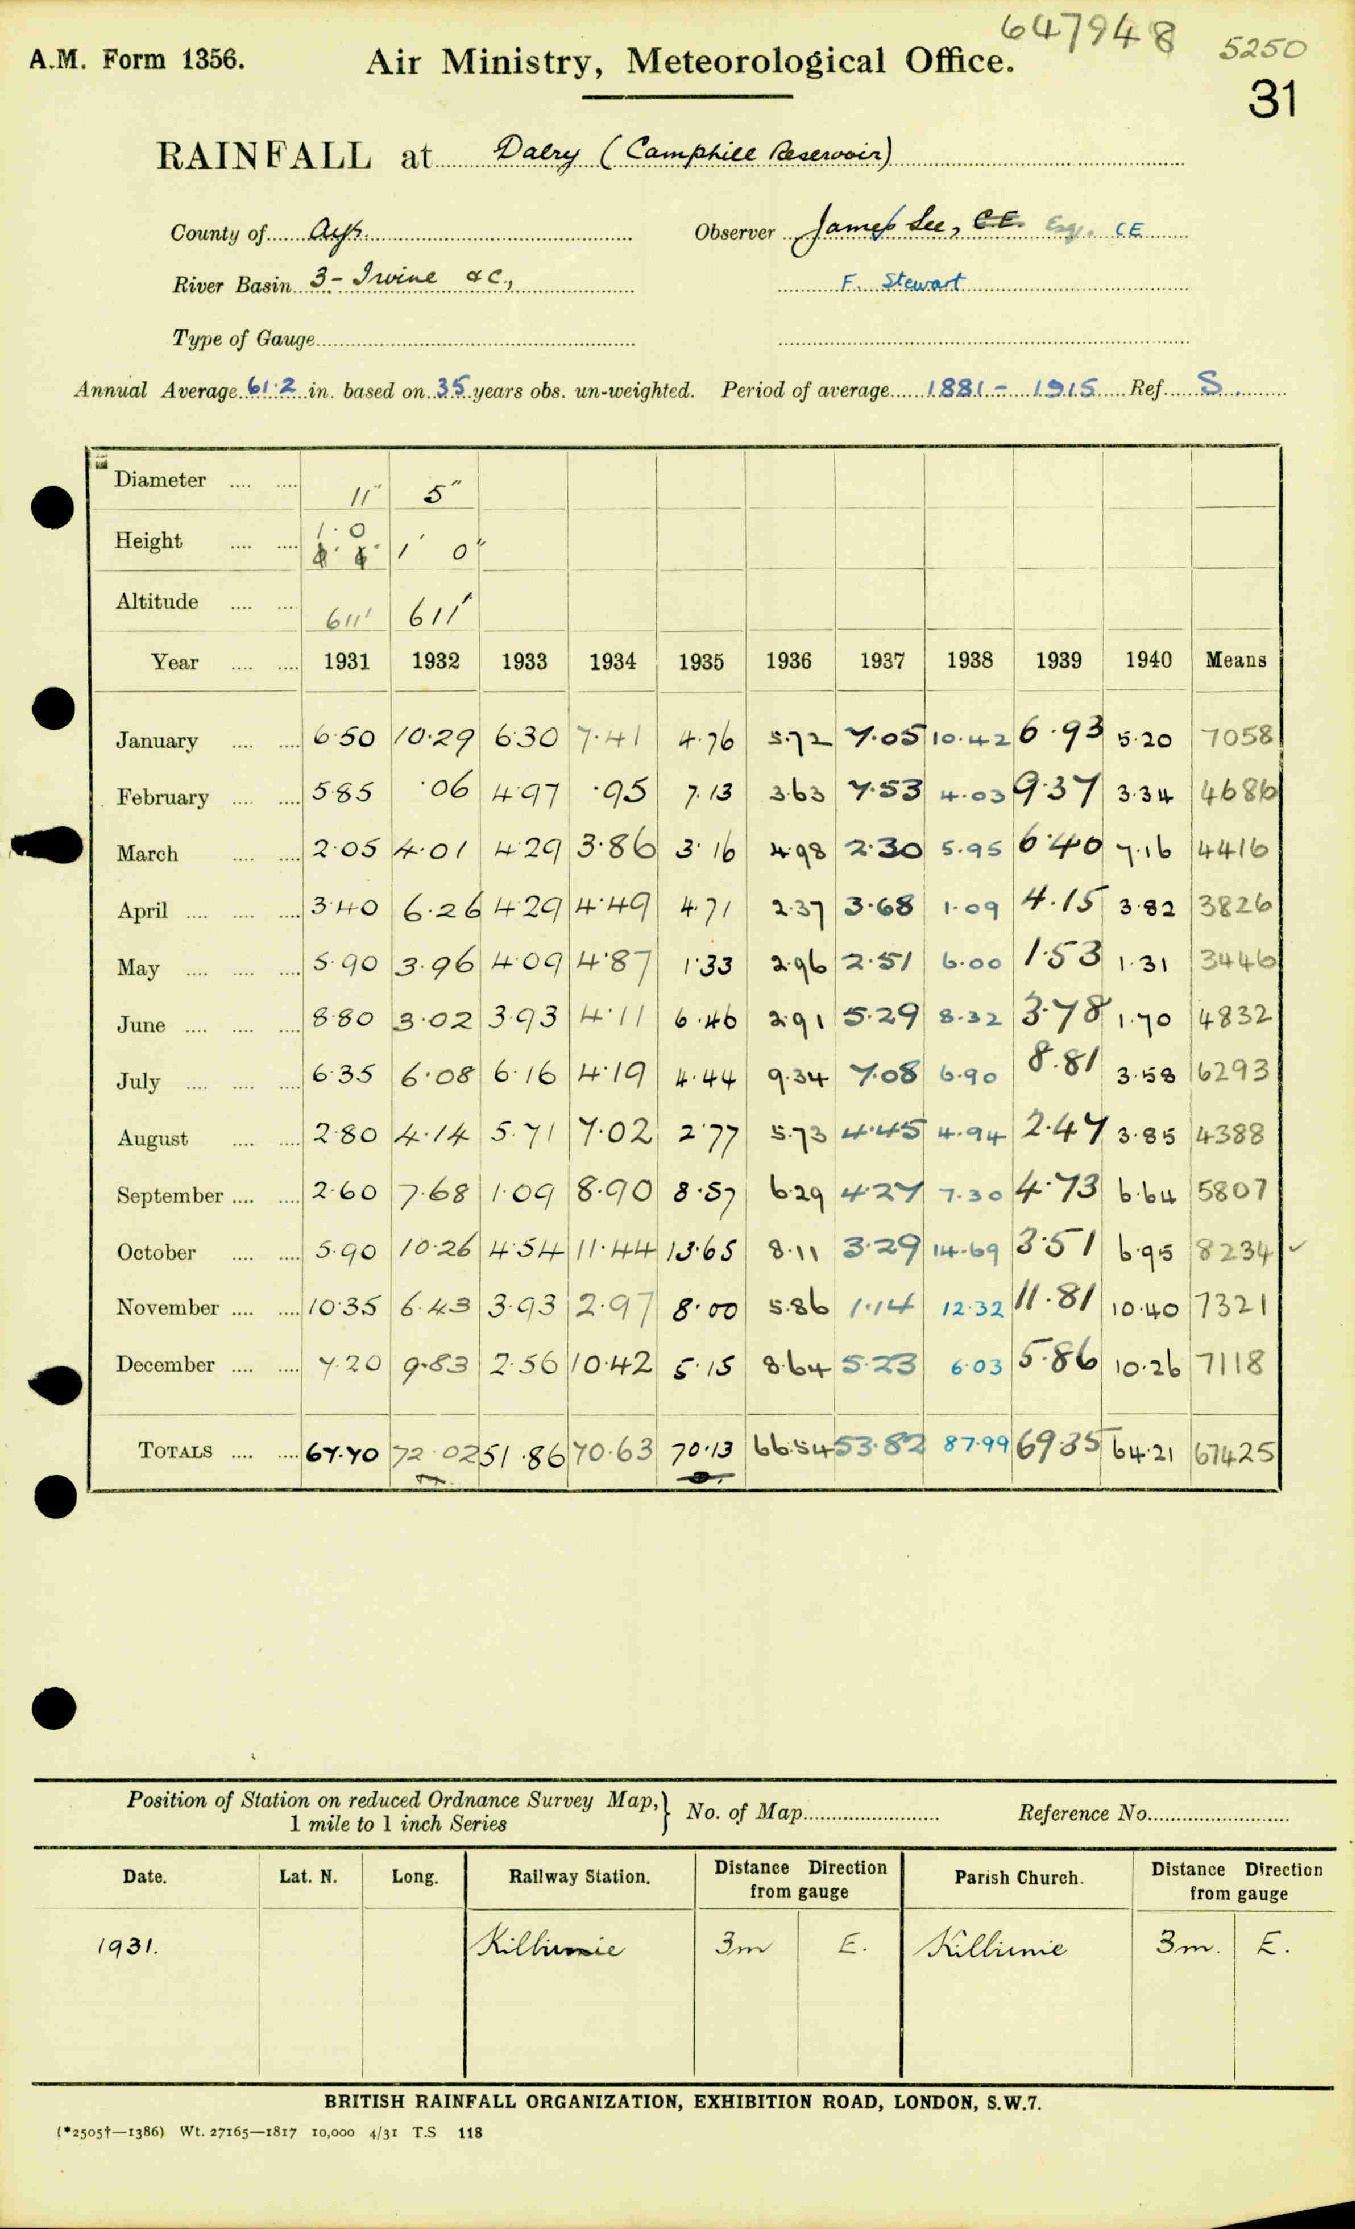 647948
5250
A.M. Form 1356. Air Ministry, Meteorological Office.
31
RAINFALL at Dalry (Camphill Reservoir)
County of Ayr. Observer James Lee, C.E. Esq. CE
River Basin 3 - Irvine &c., F. Stewart
Type of Gauge
Annual Average 61·2 in. based on 35 years obs. un-weighted. Period of average 1881 - 1915 Ref. S.
Diameter 11" 5"
Height 1·0 1' 0"
Altitude 611' 611'
Year 1931 1932 1933 1934 1935 1936 1937 1938 1939 1940 Means
January 6·50 10·29 6·30 7·41 4·76 5·72 7·05 10·42 6·93 5·20 7058
February 5·85 ·06 4·97 ·95 7·13 3·63 7·53 4·03 9·37 3·34 4686
March 2·05 4·01 4·29 3·86 3·16 4·98 2·30 5·95 6·40 7·16 4416
April 3·40 6·26 4·29 4·49 4·71 2·37 3·68 1·09 4·15 3·82 3826
May 5·90 3·96 4·09 4·87 1·33 2·96 2·51 6·00 1·53 1·31 3446
June 8·80 3·02 3·93 4·11 6·46 2·91 5·29 8·32 3·78 1·70 4832
July 6·35 6·08 6·16 4·19 4·44 9·34 7·08 6·90 8·81 3·58 6293
August 2·80 4·14 5·71 7·02 2·77 5·73 4·45 4·94 2·47 3·85 4388
September 2·60 7·68 1·09 8·90 8·57 6·29 4·27 7·30 4·73 6·64 5807
October 5·90 10·26 4·54 11·44 13·65 8·11 3·29 14·69 3·51 6·95 8234 ✓
November 10·35 6·43 3·93 2·97 8·00 5·86 1·14 12·32 11·81 10·40 7321
December 7·20 9·83 2·56 10·42 5·15 8·64 5·23 6·03 5·86 10·26 7118
TOTALS 67·70 72·02 51·86 70·63 70·13 66·54 53·82 87·99 69·35 64·21 67425
Position of Station on reduced Ordnance Survey Map, 1 mile to 1 inch Series } No. of Map Reference No.
Date. Lat. N. Long. Railway Station. Distance Direction from gauge Parish Church. Distance Direction from gauge
1931. Kilbirnie 3m E. Kilbirnie 3m. E.
BRITISH RAINFALL ORGANIZATION, EXHIBITION ROAD, LONDON, S.W.7.
(*2505†—1386) Wt. 27165—1817 10,000 4/31 T.S 118